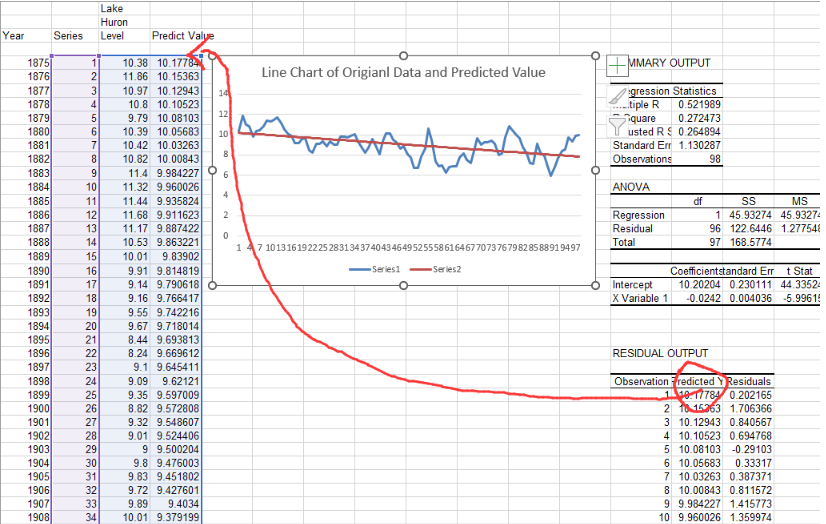 Lake
Huron
Year Series Level Predict Value
1875 1 10.38 10.17784
1876 2 11.86 10.15363
1877 3 10.97 10.12943
1878 4 10.8 10.10523
1879 5 9.79 10.08103
1880 6 10.39 10.05683
1881 7 10.42 10.03263
1882 8 10.82 10.00843
1883 9 11.4 9.984227
1884 10 11.32 9.960026
1885 11 11.44 9.935824
1886 12 11.68 9.911623
1887 13 11.17 9.887422
1888 14 10.53 9.863221
1889 15 10.01 9.83902
1890 16 9.91 9.814819
1891 17 9.14 9.790618
1892 18 9.16 9.766417
1893 19 9.55 9.742216
1894 20 9.67 9.718014
1895 21 8.44 9.693813
1896 22 8.24 9.669612
1897 23 9.1 9.645411
1898 24 9.09 9.62121
1899 25 9.35 9.597009
1900 26 8.82 9.572808
1901 27 9.32 9.548607
1902 28 9.01 9.524406
1903 29 9 9.500204
1904 30 9.8 9.476003
1905 31 9.83 9.451802
1906 32 9.72 9.427601
1907 33 9.89 9.4034
1908 34 10.01 9.379199
Line Chart of Origianl Data and Predicted Value
14
12
10
8
6
4
2
0
1 4 7 10 13 16 19 22 25 28 31 34 37 40 43 46 49 52 55 58 61 64 67 70 73 76 79 82 85 88 91 94 97
Series1 Series2
MMARY OUTPUT
gression Statistics
tiple R 0.521989
Square 0.272473
usted R S 0.264894
Standard Err 1.130287
Observations 98
ANOVA
df SS MS
Regression 1 45.93274 45.9327
Residual 96 122.6446 1.27754
Total 97 168.5774
Coefficients tandard Err t Stat
Intercept 10.20204 0.230111 44.3352
X Variable 1 -0.0242 0.004036 -5.9961
RESIDUAL OUTPUT
Observation Predicted Y Residuals
1 10.17784 0.202165
2 10.15363 1.706366
3 10.12943 0.840567
4 10.10523 0.694768
5 10.08103 -0.29103
6 10.05683 0.33317
7 10.03263 0.387371
8 10.00843 0.811572
9 9.984227 1.415773
10 9.960026 1.359974